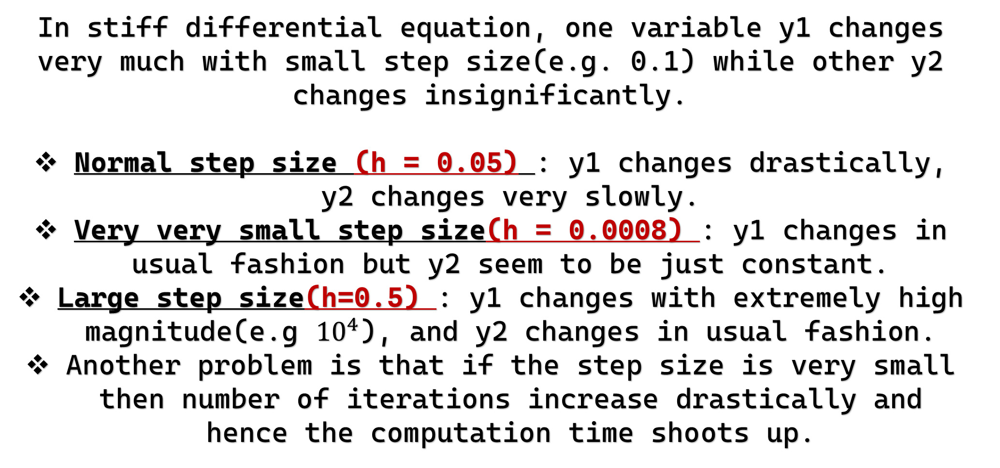 In stiff differential equation, one variable y1 changes
very much with small step size(e.g. 0.1) while other y2
changes insignificantly.
❖ Normal step size (h = 0.05) : y1 changes drastically,
y2 changes very slowly.
❖ Very very small step size(h = 0.0008) : y1 changes in
usual fashion but y2 seem to be just constant.
❖ Large step size(h=0.5) : y1 changes with extremely high
magnitude(e.g 10⁴), and y2 changes in usual fashion.
❖ Another problem is that if the step size is very small
then number of iterations increase drastically and
hence the computation time shoots up.